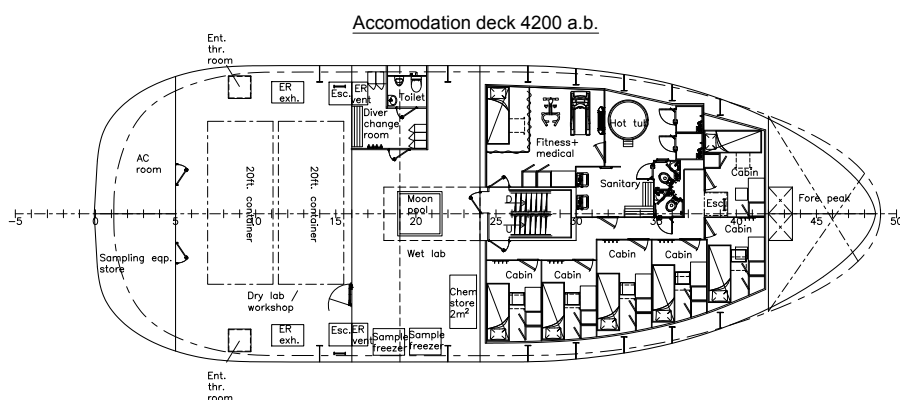 Accomodation deck 4200 a.b.
Ent.
thr.
room
ER
exh.
Esc.
ER
vent
Toilet
Diver
change
room
Hot tub
Fitness+
medical
Cabin
AC
room
20ft. container
20ft. container
Sanitary
Moon
pool
D
U
Esc.
Fore peak
-5
0
5
10
15
20
25
30
35
40
45
50
Cabin
Sampling eqp.
store
Wet lab
Cabin
Cabin
Cabin
Cabin
Dry lab /
workshop
Chem
store
2m²
ER
exh.
Esc.
ER
vent
Sample
freezer
Sample
freezer
Ent.
thr.
room